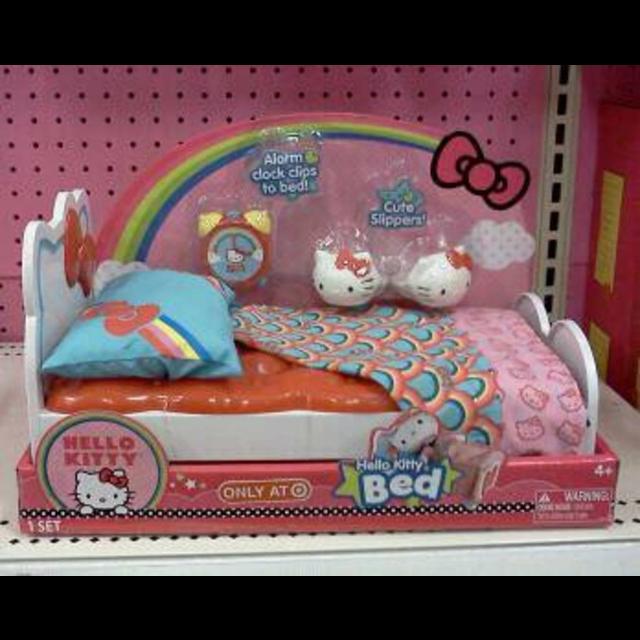 Alarm
clock clips
to bed!
Cute
Slippers!
HELLO
KITTY
Hello Kitty
Bed
ONLY AT
4+
WARNING:
1 SET